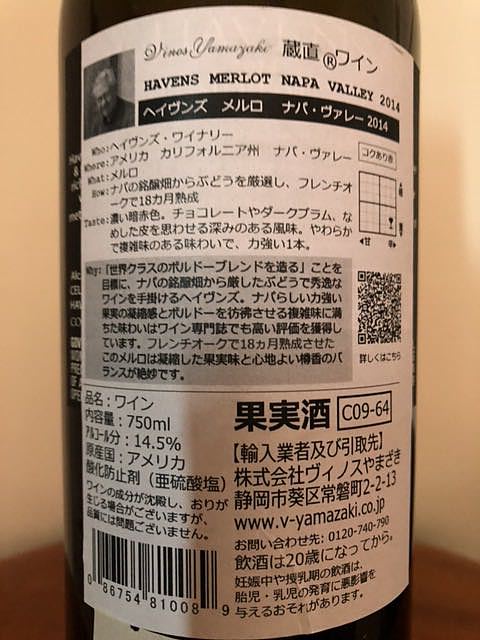 Vinos Yamazaki 蔵直®ワイン
HAVENS MERLOT NAPA VALLEY 2014
ヘイヴンズ メルロ ナパ・ヴァレー 2014
Who:ヘイヴンズ・ワイナリー
Where:アメリカ カリフォルニア州 ナパ・ヴァレー
What:メルロ
How:ナパの銘醸畑からぶどうを厳選し、フレンチオ
ークで18カ月熟成
Taste:濃い暗赤色。チョコレートやダークプラム、な
めした皮を思わせる深みのある風味。やわらか
で複雑味のある味わいで、力強い1本。
コクあり赤
甘 辛
Why:「世界クラスのボルドーブレンドを造る」ことを
目標に、ナパの銘醸畑から厳したぶどうで秀逸な
ワインを手掛けるヘイヴンズ。ナパらしい力強い
果実の凝縮感とボルドーを彷彿させる複雑味に満
ちた味わいはワイン専門誌でも高い評価を獲得し
ています。フレンチオークで18ヵ月熟成させた
このメルロは凝縮した果実味と心地よい樽香のバ
ランスが絶妙です。
詳しくはこちら
品名:ワイン
内容量:750ml
アルコール分:14.5%
原産国:アメリカ
酸化防止剤(亜硫酸塩)
ワインの成分が沈殿し、おりが
生じる場合がございますが、
品質には問題ございません。
0 86754 81008 9
果実酒 C09-64
【輸入業者及び引取先】
株式会社ヴィノスやまざき
静岡市葵区常磐町2-2-13
www.v-yamazaki.co.jp
お問い合わせ先:0120-740-790
飲酒は20歳になってから。
妊娠中や授乳期の飲酒は、
胎児・乳児の発育に悪影響を
与えるおそれがあります。